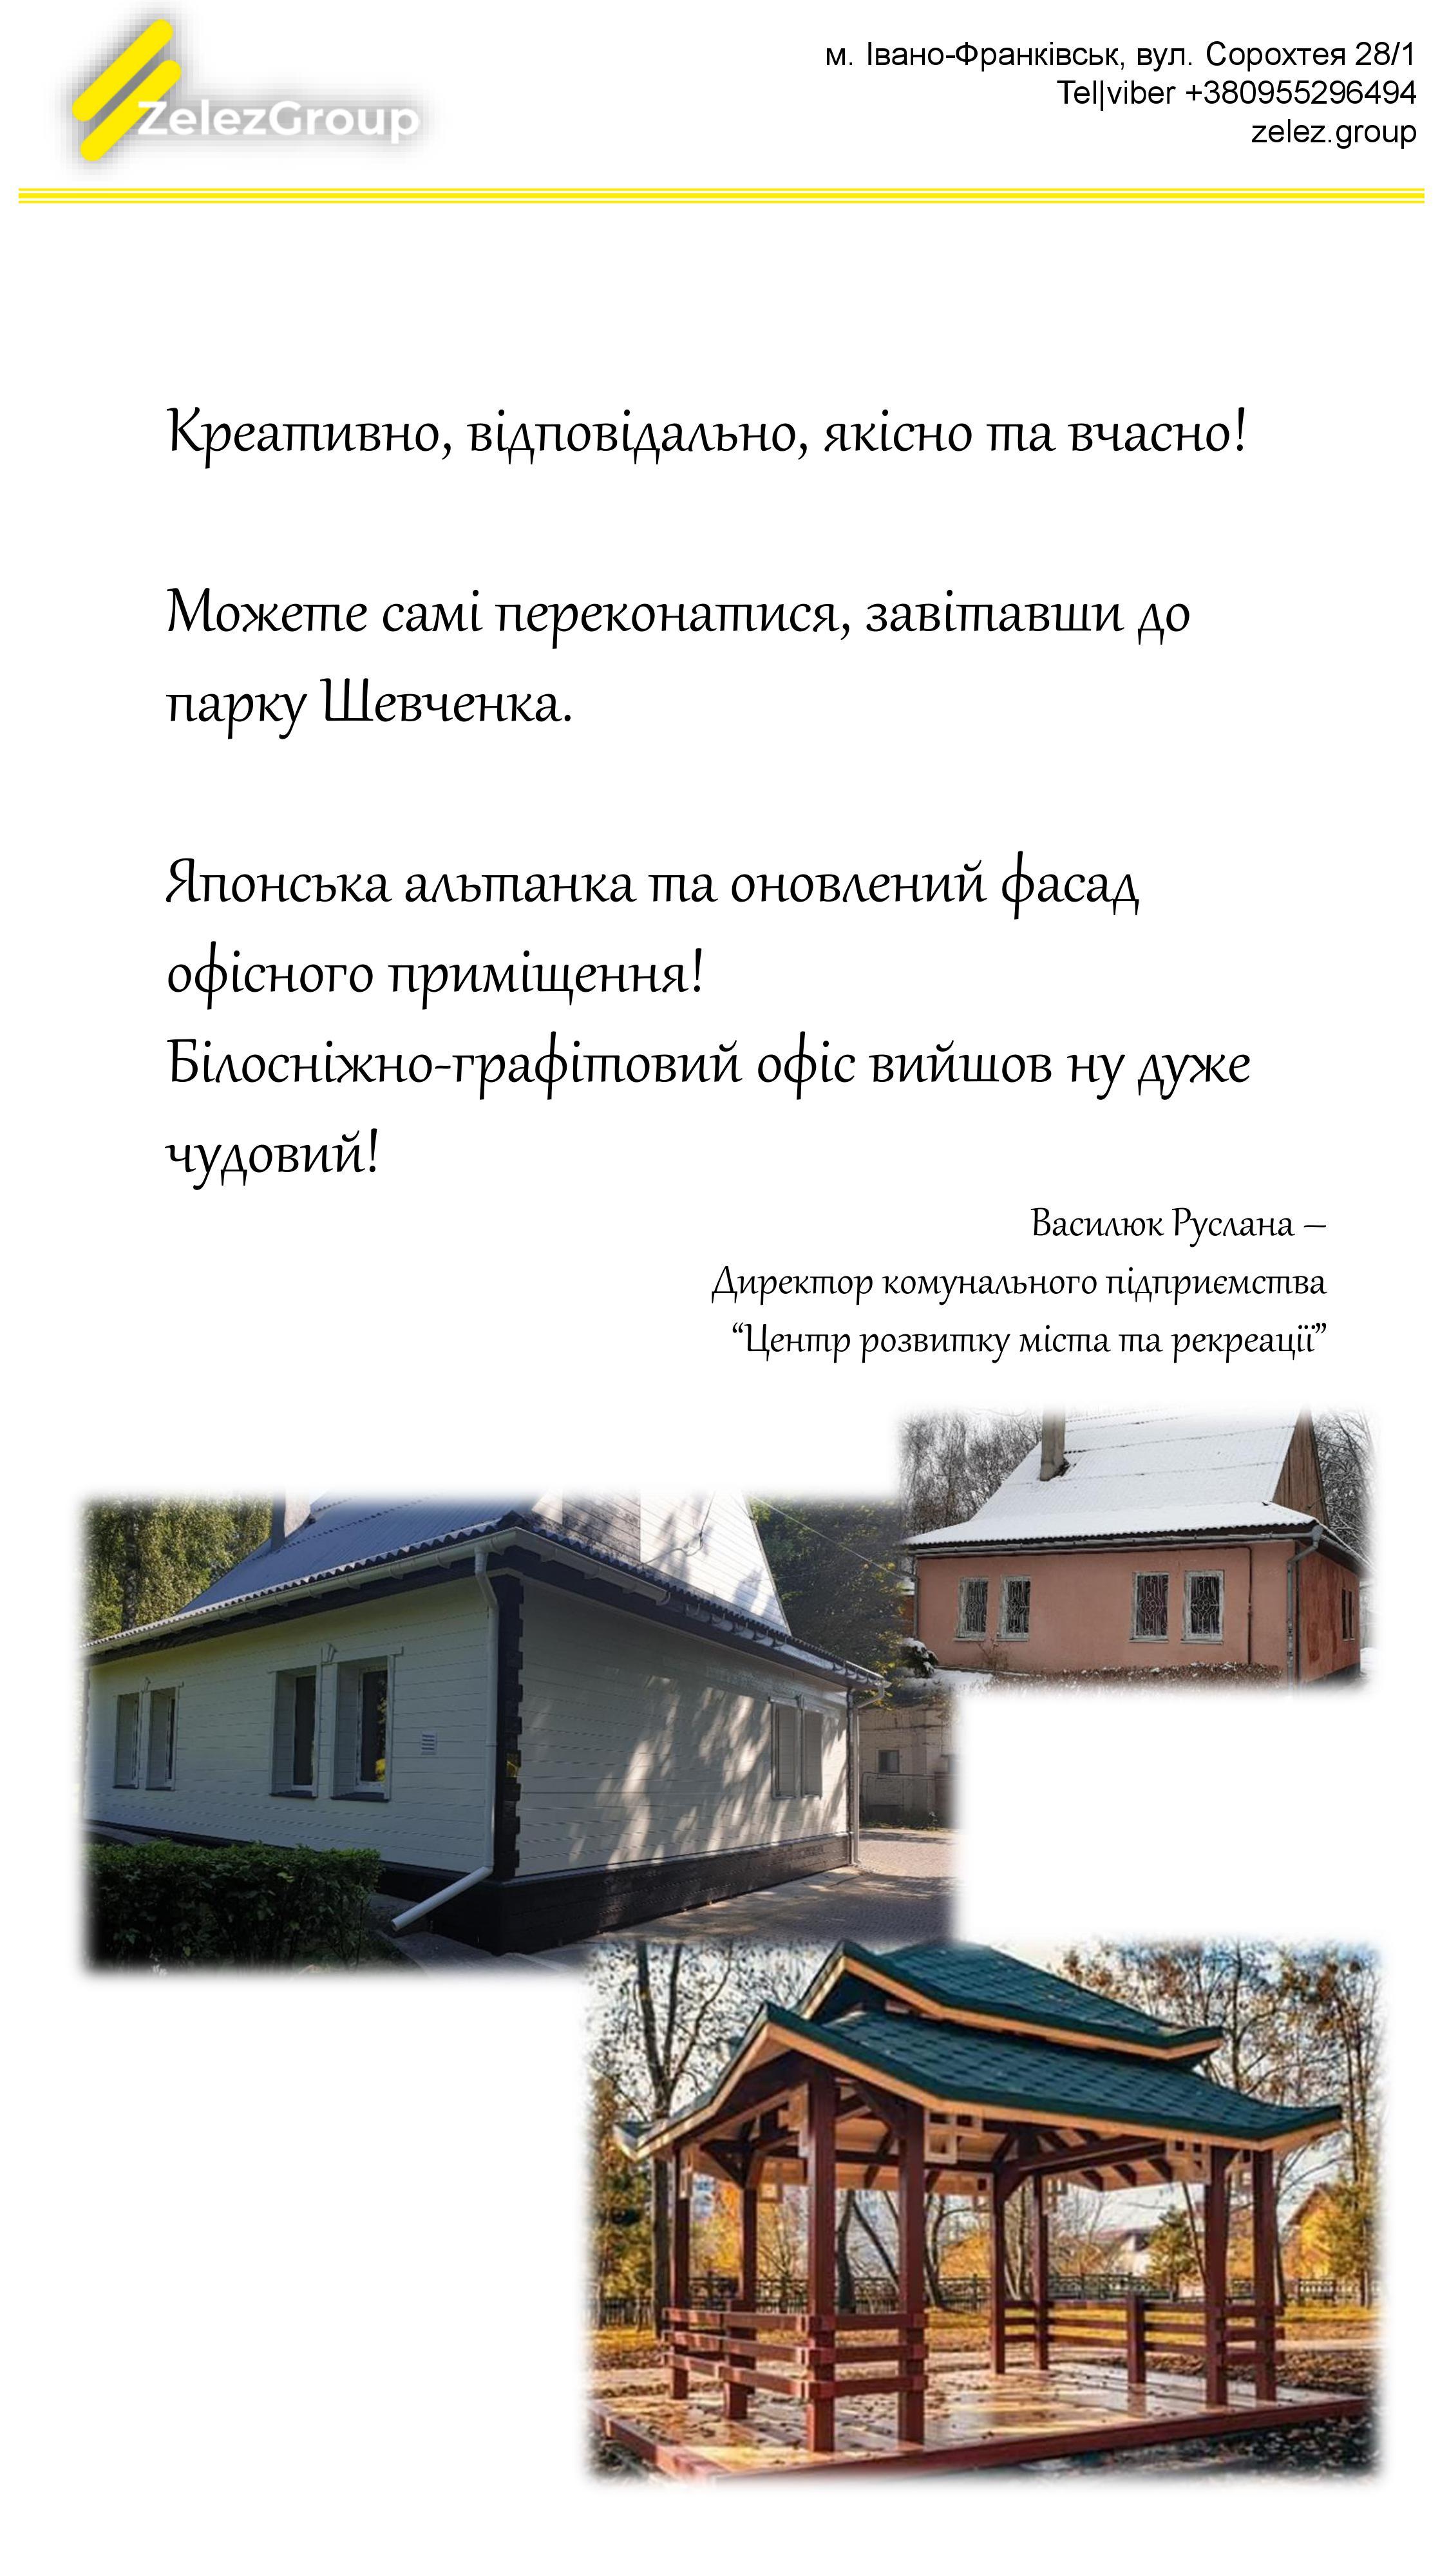 ZelezGroup
м. Івано-Франківськ, вул. Сорохтея 28/1
Tel|viber +380955296494
zelez.group
Креативно, відповідально, якісно та вчасно!
Можете самі переконатися, завітавши до
парку Шевченка.
Японська альтанка та оновлений фасад
офісного приміщення!
Білосніжно-графітовий офіс вийшов ну дуже
чудовий!
Василюк Руслана –
Директор комунального підприємства
“Центр розвитку міста та рекреації”